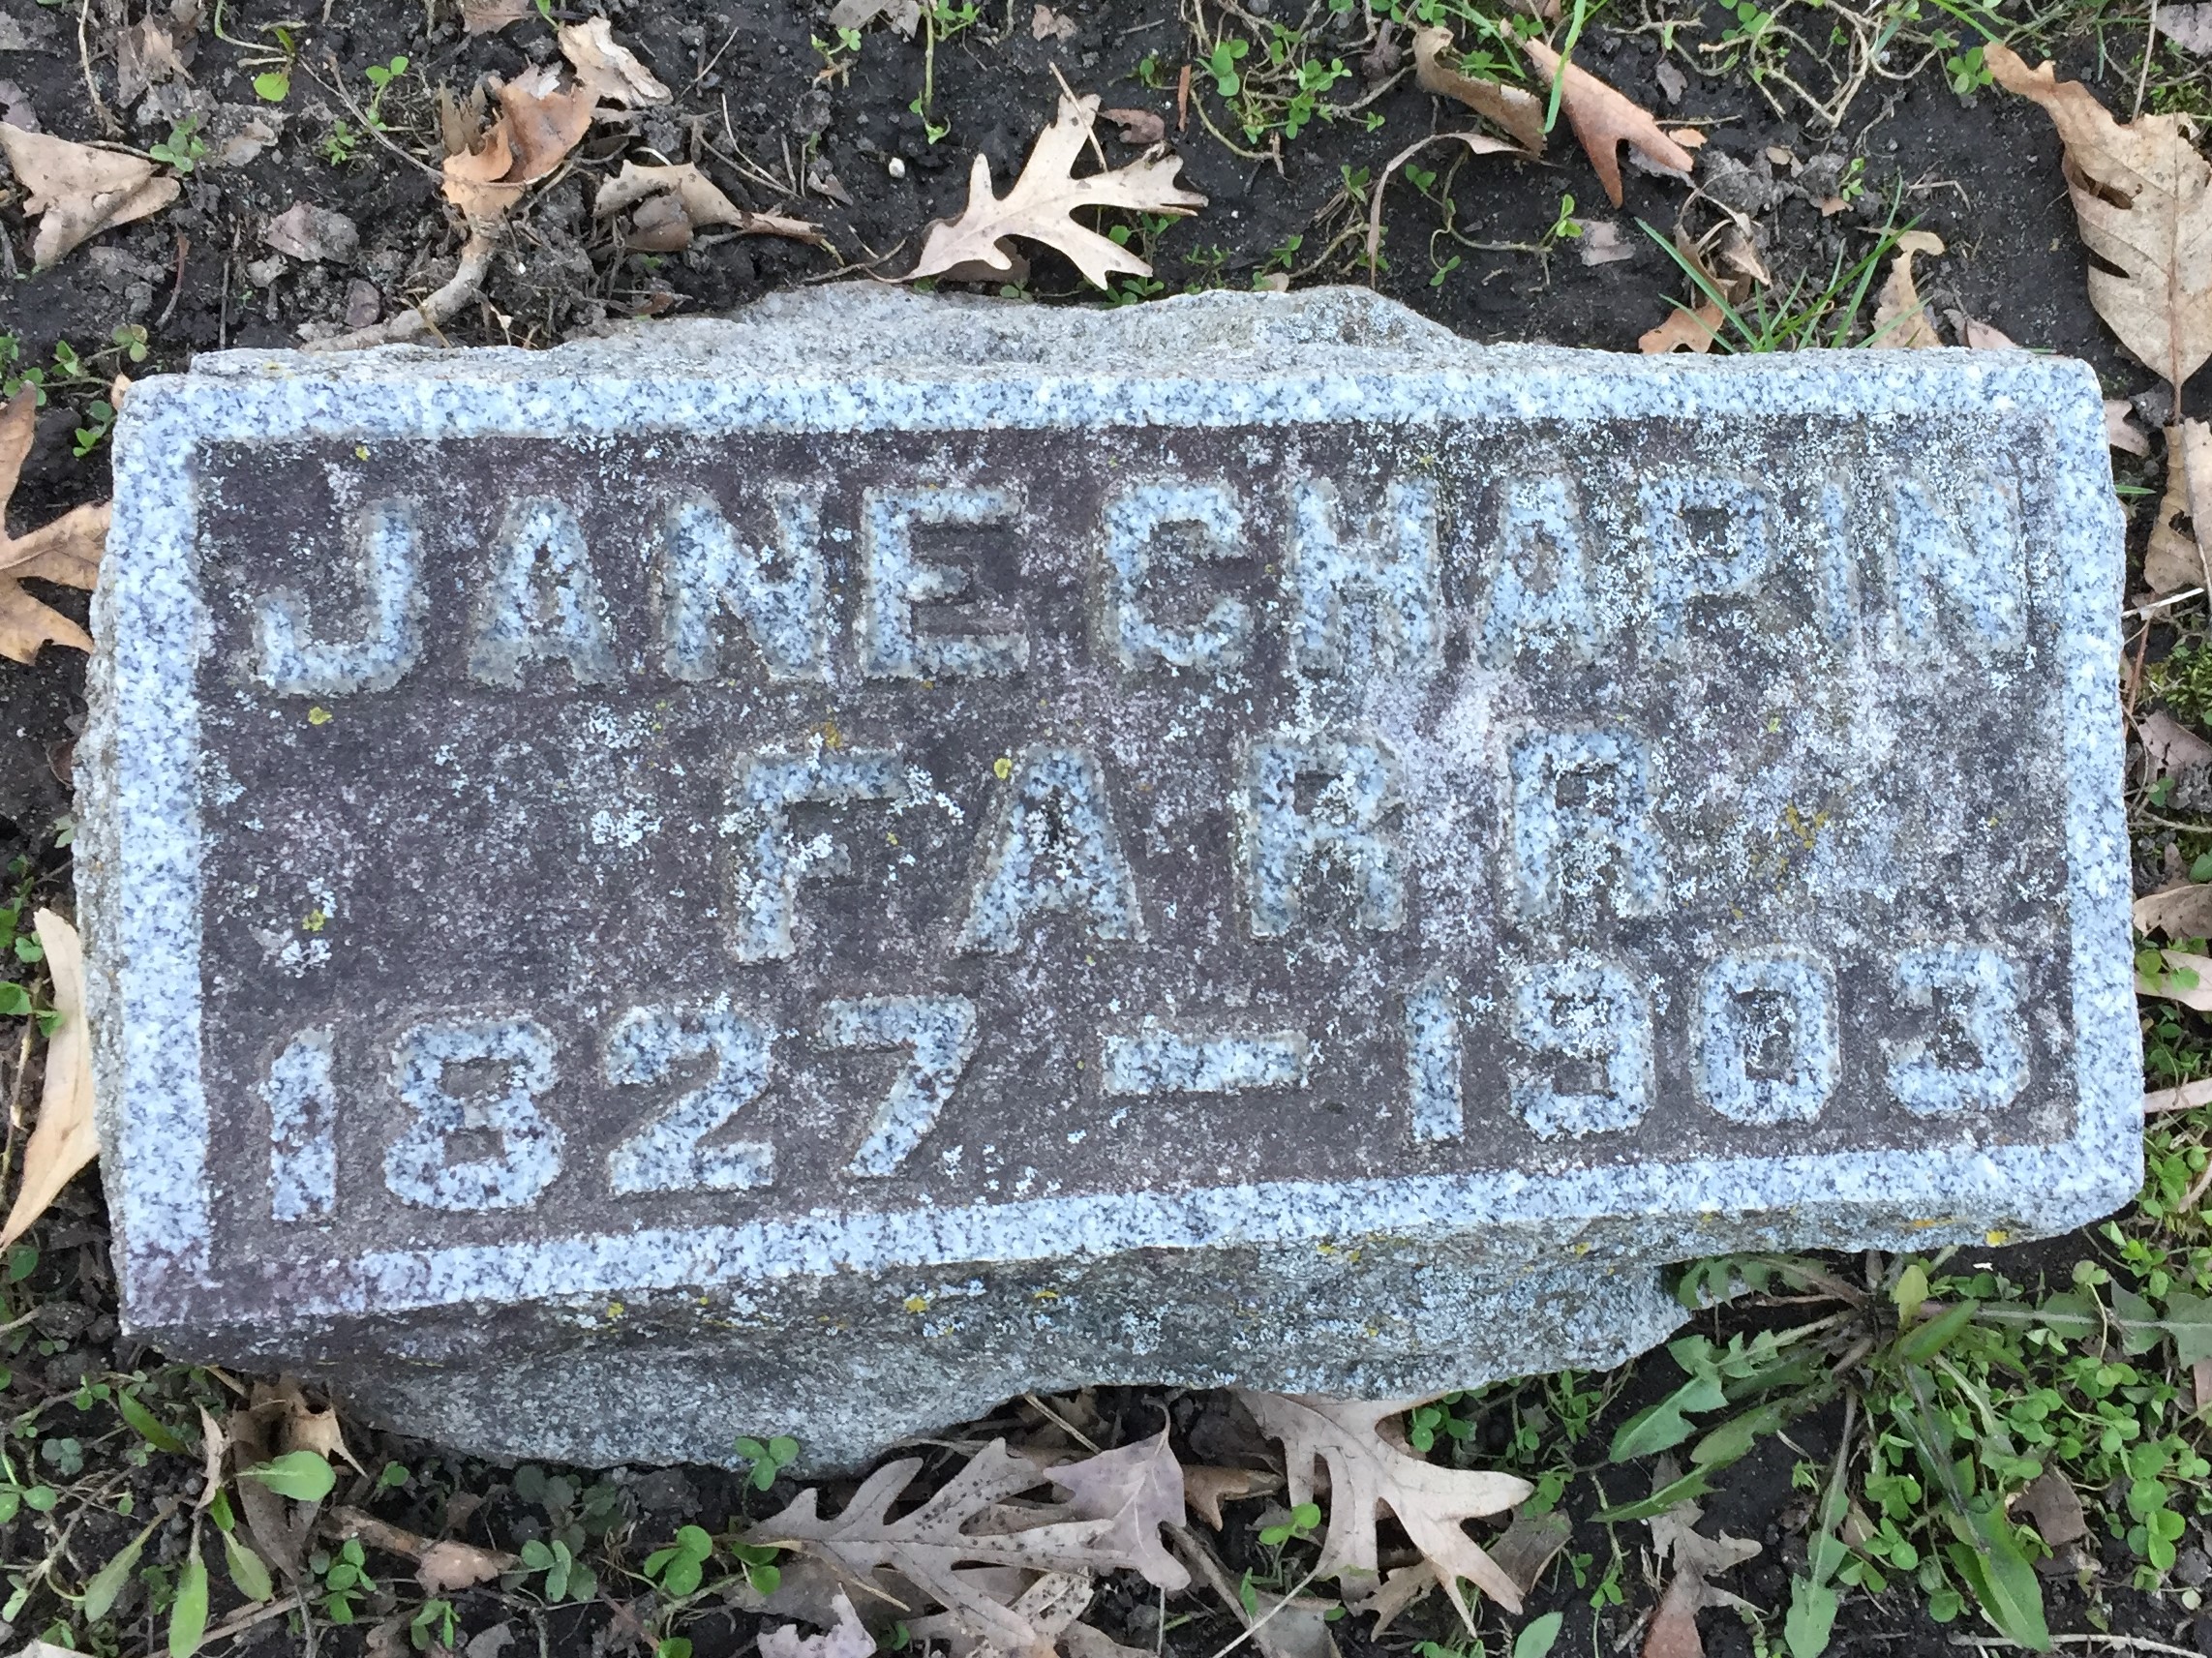 JANE CHAPIN
FARR
1827 — 1903